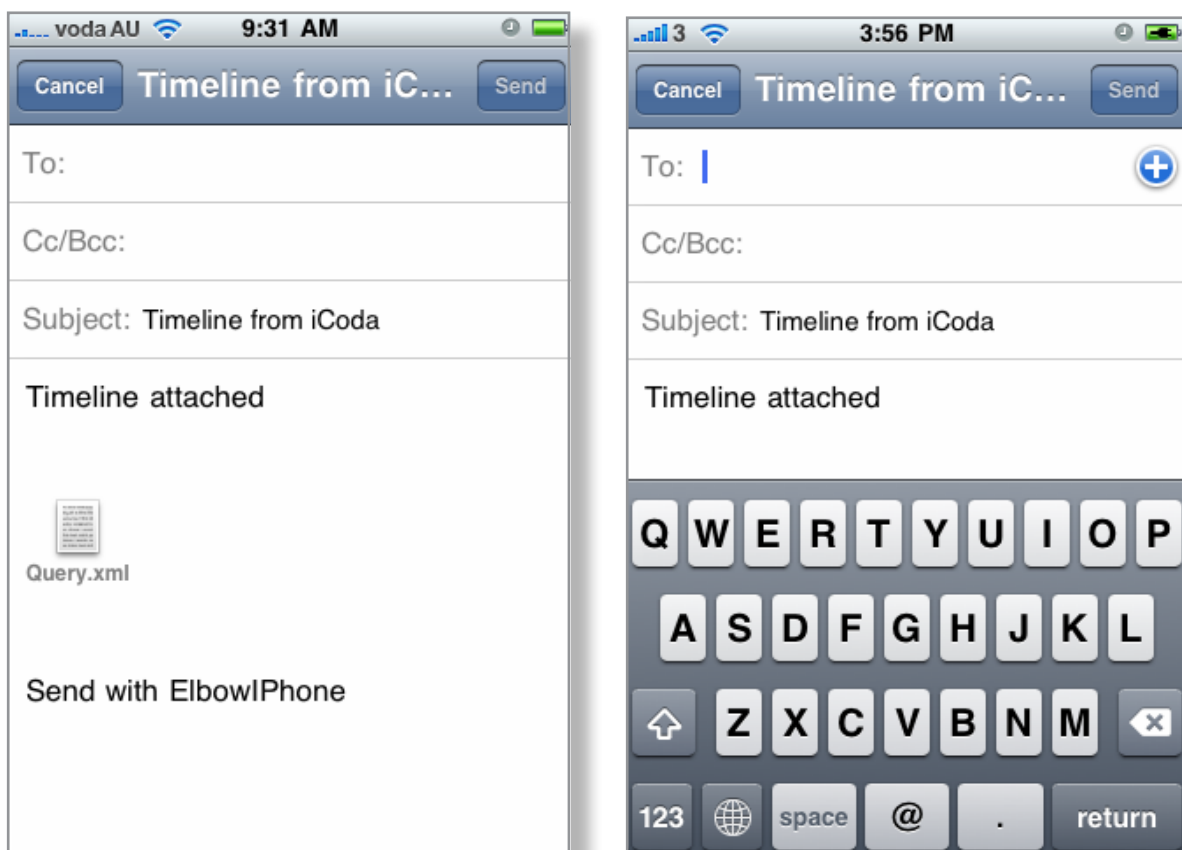 voda AU 9:31 AM
Cancel Timeline from iC... Send
To:
Cc/Bcc:
Subject: Timeline from iCoda
Timeline attached
Query.xml
Send with ElbowIPhone
3 3:56 PM
Cancel Timeline from iC... Send
To:
Cc/Bcc:
Subject: Timeline from iCoda
Timeline attached
Q W E R T Y U I O P
A S D F G H J K L
Z X C V B N M
123 space @ . return